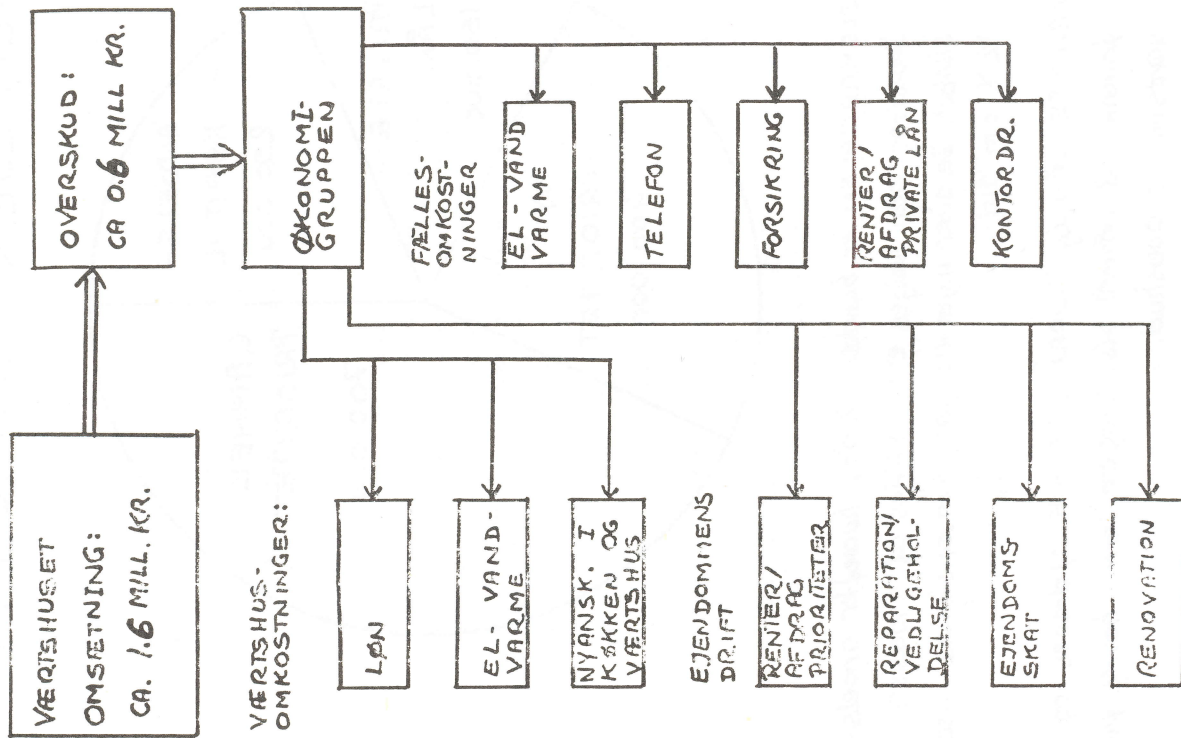 VÆRTSHUSET
OMSÆTNING:
CA. 1.6 MILL. KR.
OVERSKUD:
CA 0.6 MILL KR.
ØKONOMI-
GRUPPEN
VÆRTSHUS-
OMKOSTNINGER:
LØN
EL - VAND-
VARME
NYANSK. I
KØKKEN OG
VÆRTSHUS
EJENDOMMENS
DRIFT
RENTER/
AFDRAG
PRIORITETER
REPARATION/
VEDLIGEHOL-
DELSE
EJENDOMS-
SKAT
RENOVATION
FÆLLES-
OMKOST-
NINGER
EL - VAND
VARME
TELEFON
FORSIKRING
RENTER/
AFDRAG
PRIVATE LÅN
KONTORDR.